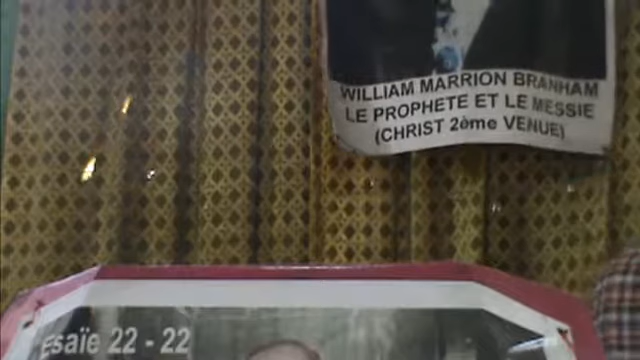 WILLIAM MARRION BRANHAM
LE PROPHETE ET LE MESSIE
(CHRIST 2ème VENUE)
Esaïe 22 - 22